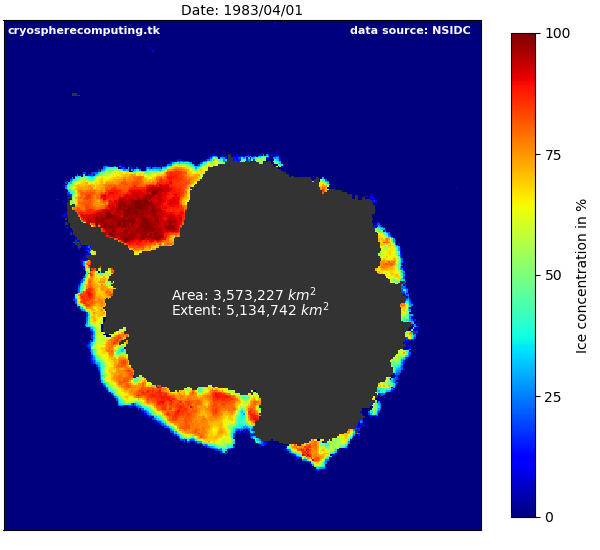 Date: 1983/04/01
cryospherecomputing.tk
data source: NSIDC
Area: 3,573,227 km²
Extent: 5,134,742 km²
100
75
50
25
0
Ice concentration in %